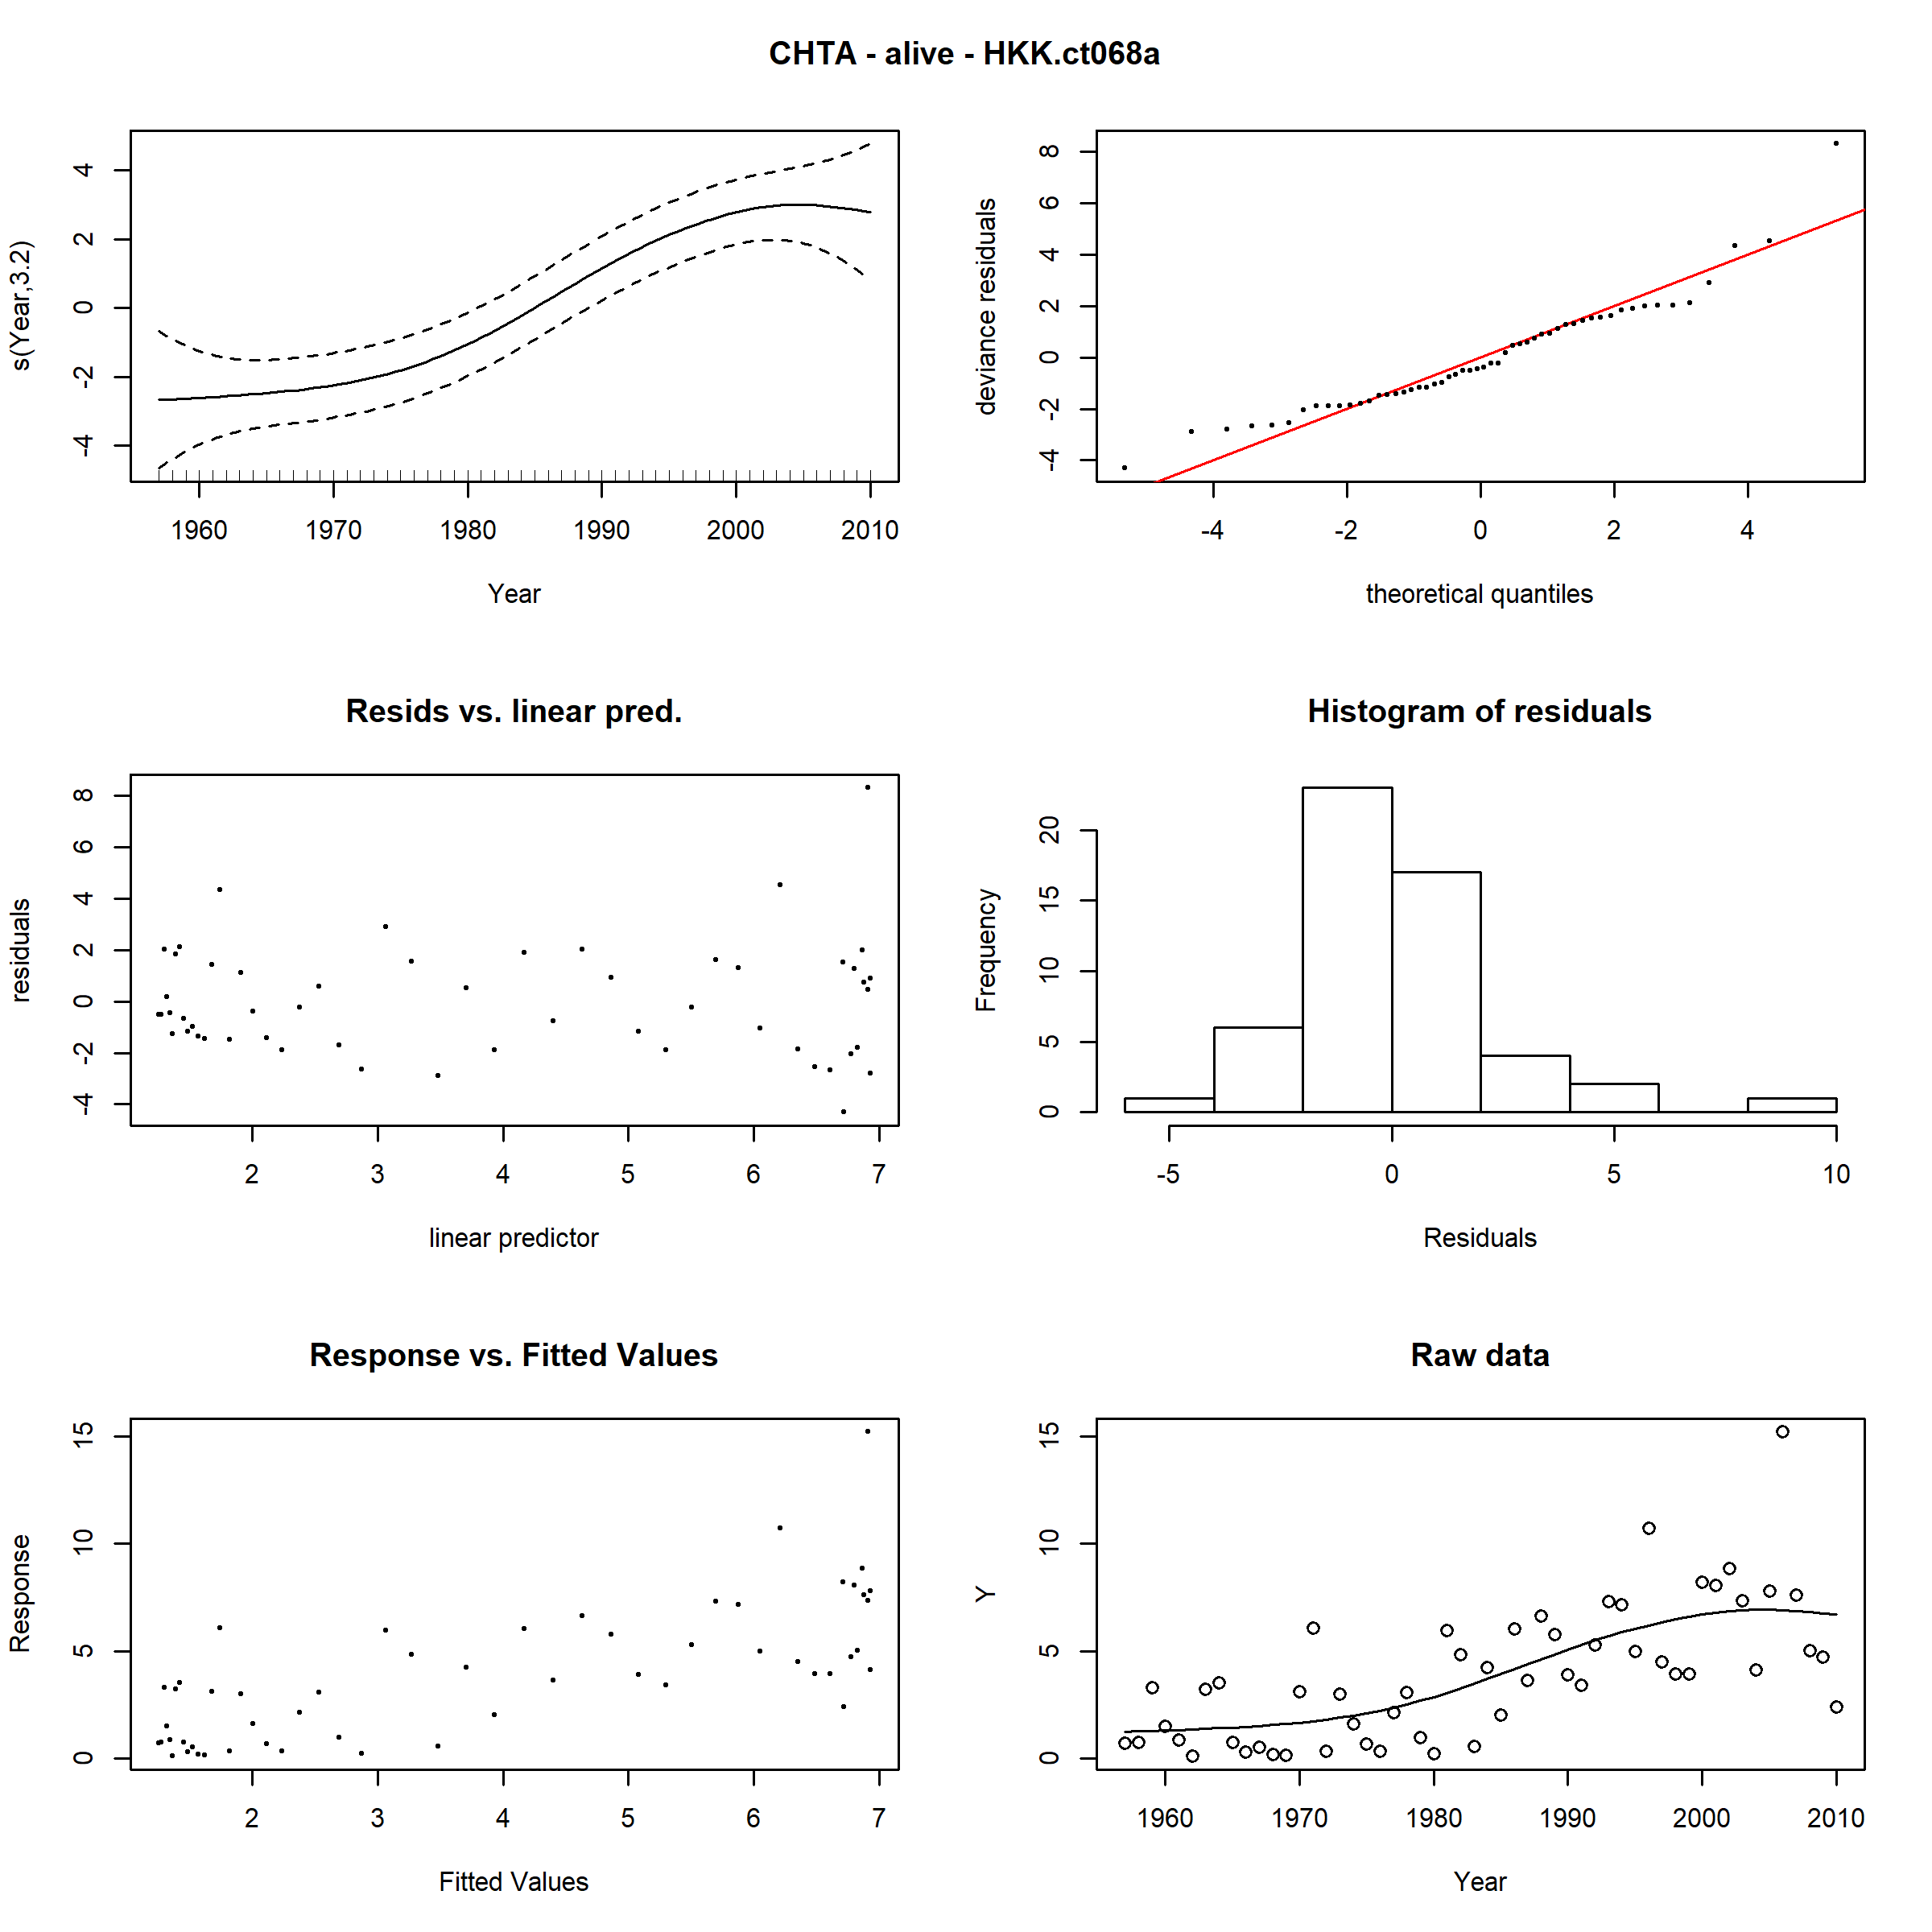 CHTA - alive - HKK.ct068a
s(Year,3.2)
4
2
0
-2
-4
1960 1970 1980 1990 2000 2010
Year
deviance residuals
8
6
4
2
0
-2
-4
-4 -2 0 2 4
theoretical quantiles
Resids vs. linear pred.
residuals
8
6
4
2
0
-2
-4
2 3 4 5 6 7
linear predictor
Histogram of residuals
Frequency
20
15
10
5
0
-5 0 5 10
Residuals
Response vs. Fitted Values
Response
15
10
5
0
2 3 4 5 6 7
Fitted Values
Raw data
Y
15
10
5
0
1960 1970 1980 1990 2000 2010
Year